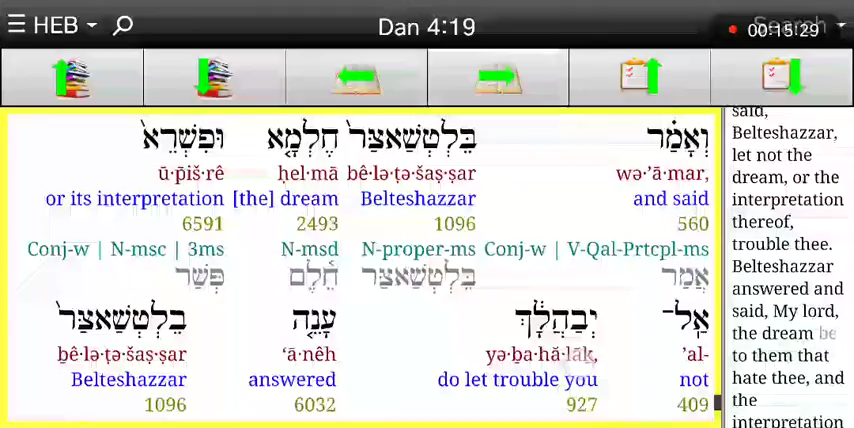 ☰ HEB Dan 4:19 Search
00:15:29
וְאָמַ֗ר בֵּלְטְשַׁאצַּר֙ חֶלְמָ֤א וּפִשְׁרֵא֙
wə·’ā·mar, bê·lə·ṭə·šaṣ·ṣar ḥel·mā ū·p̄iš·rê
and said Belteshazzar [the] dream or its interpretation
560 1096 2493 6591
Conj-w | V-Qal-Prtcpl-ms N-proper-ms N-msd Conj-w | N-msc | 3ms
אֲמַר בֵּלְטְשַׁאצַּר חֵלֶם פְּשַׁר
אַֽל־ יְבַהֲלָ֔ךְ עָנֵ֤ה בֵלְטְשַׁאצַּר֙
’al- yə·ḇa·hă·lāḵ, ‘ā·nêh ḇê·lə·ṭə·šaṣ·ṣar
not do let trouble you answered Belteshazzar
409 927 6032 1096
said,
Belteshazzar,
let not the
dream, or the
interpretation
thereof,
trouble thee.
Belteshazzar
answered and
said, My lord,
the dream be
to them that
hate thee, and
the
interpretation